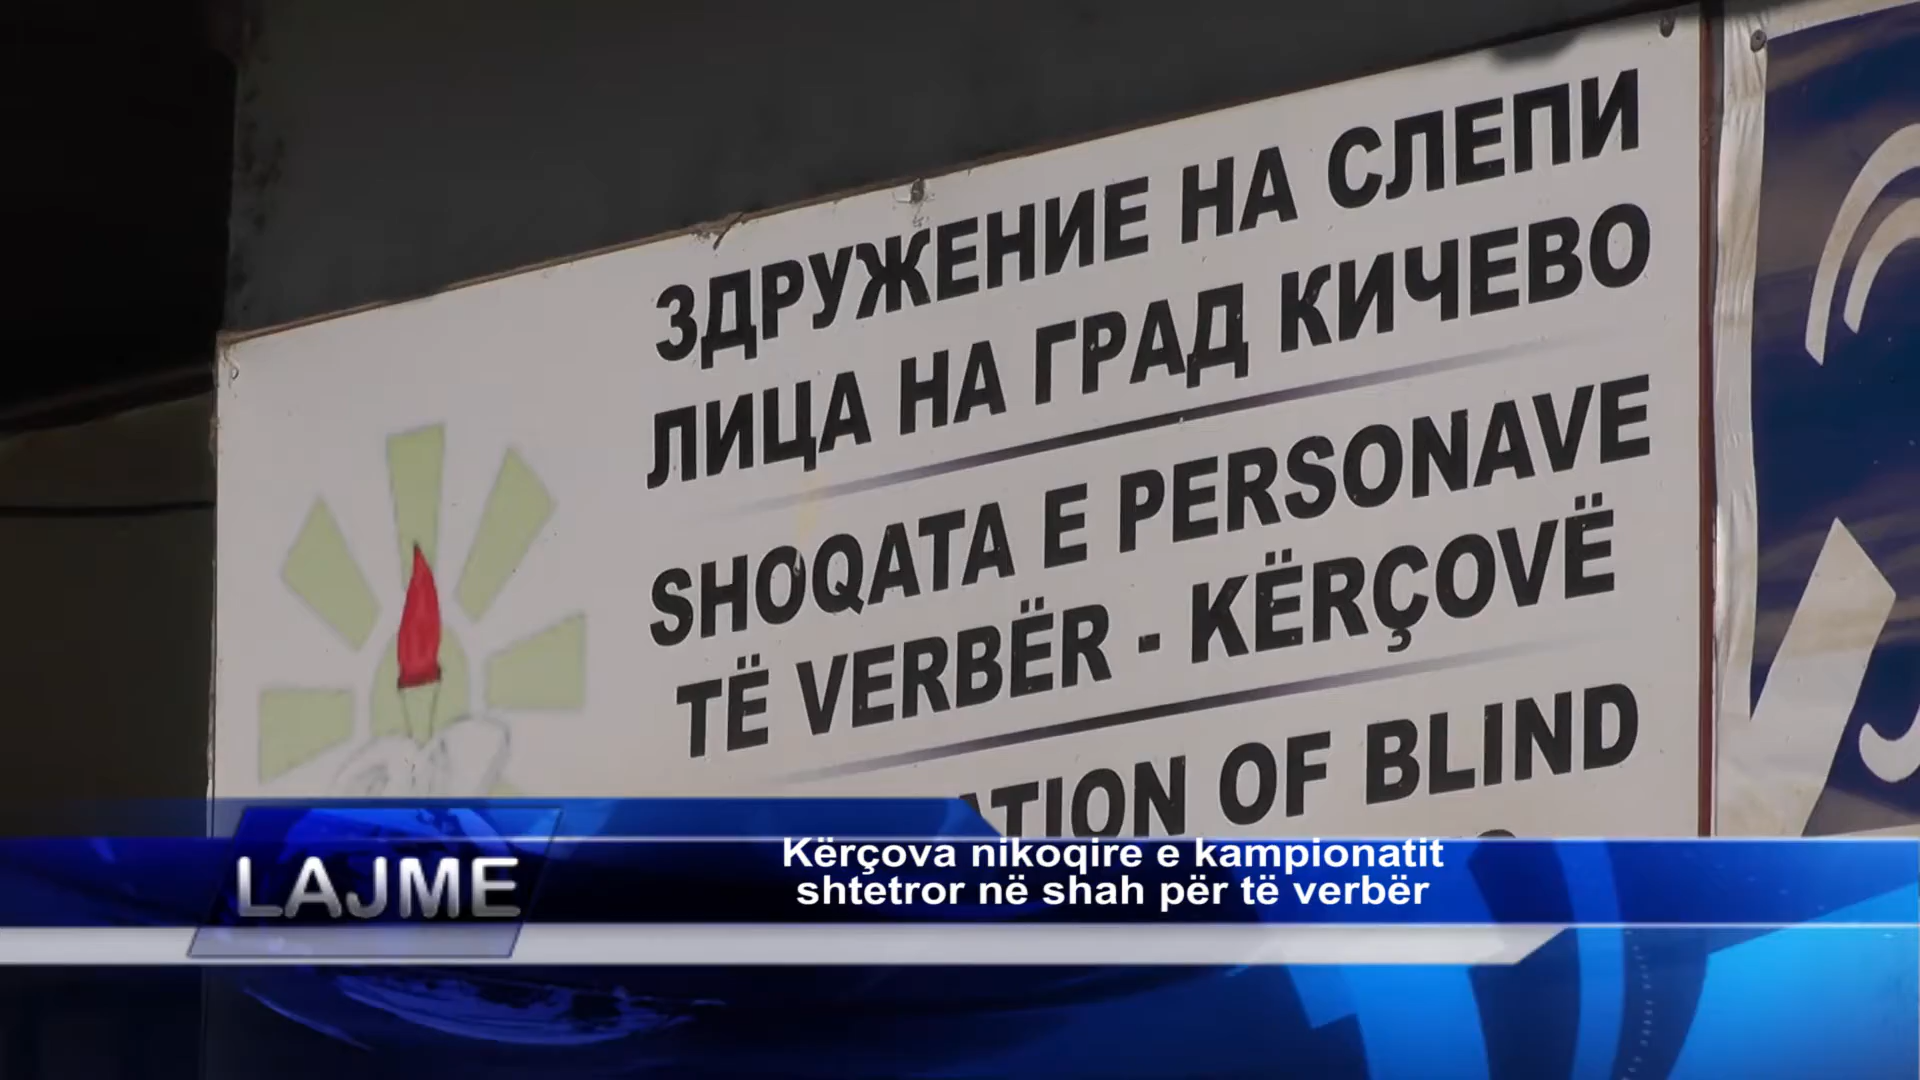 ЗДРУЖЕНИЕ НА СЛЕПИ
ЛИЦА НА ГРАД КИЧЕВО
SHOQATA E PERSONAVE
TË VERBËR - KËRÇOVË
OF BLIND
LAJME
Kërçova nikoqire e kampionatit
shtetror në shah për të verbër